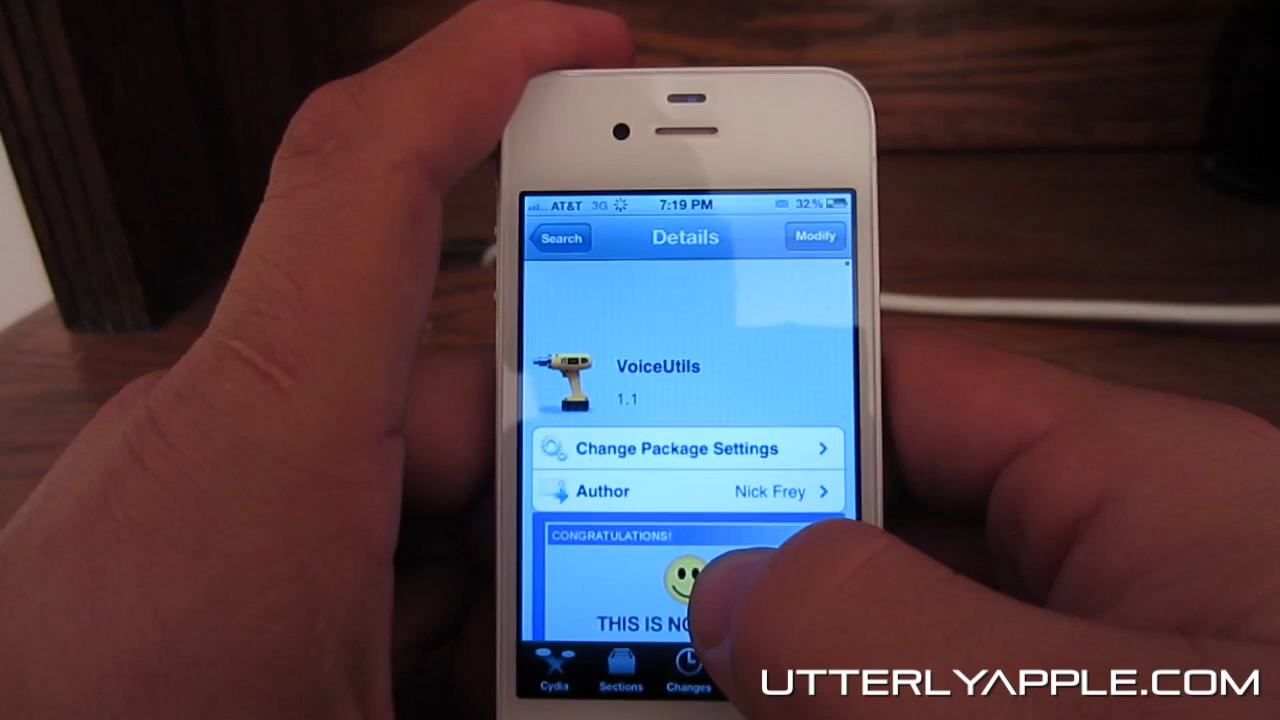 AT&T 3G 7:19 PM 32%
Search Details Modify
VoiceUtils
1.1
Change Package Settings
Author Nick Frey
CONGRATULATIONS!
THIS IS
Cydia Sections Changes
UTTERLYAPPLE.COM